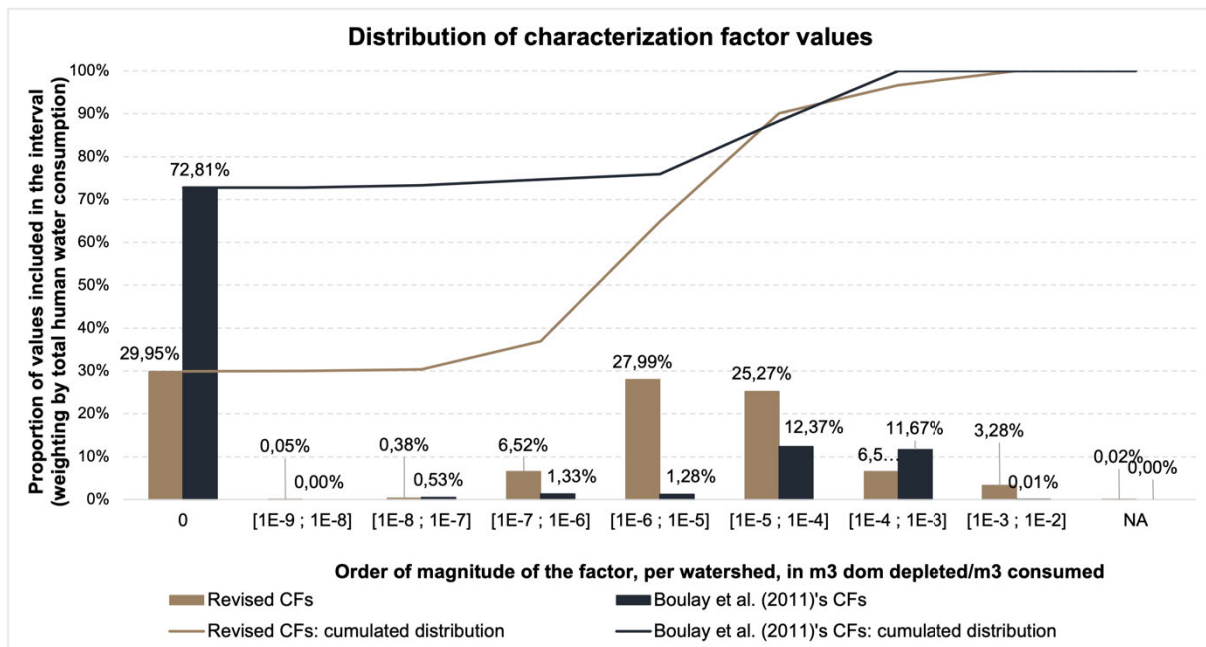 Distribution of characterization factor values
Proportion of values included in the interval
(weighting by total human water consumption)
100%
90%
80%
70%
60%
50%
40%
30%
20%
10%
0%
29,95%
72,81%
0,05%
0,00%
0,38%
0,53%
6,52%
1,33%
27,99%
1,28%
25,27%
12,37%
6,5...
11,67%
3,28%
0,01%
0,02%
0,00%
0
[1E-9 ; 1E-8]
[1E-8 ; 1E-7]
[1E-7 ; 1E-6]
[1E-6 ; 1E-5]
[1E-5 ; 1E-4]
[1E-4 ; 1E-3]
[1E-3 ; 1E-2]
NA
Order of magnitude of the factor, per watershed, in m3 dom depleted/m3 consumed
Revised CFs
Boulay et al. (2011)'s CFs
Revised CFs: cumulated distribution
Boulay et al. (2011)'s CFs: cumulated distribution